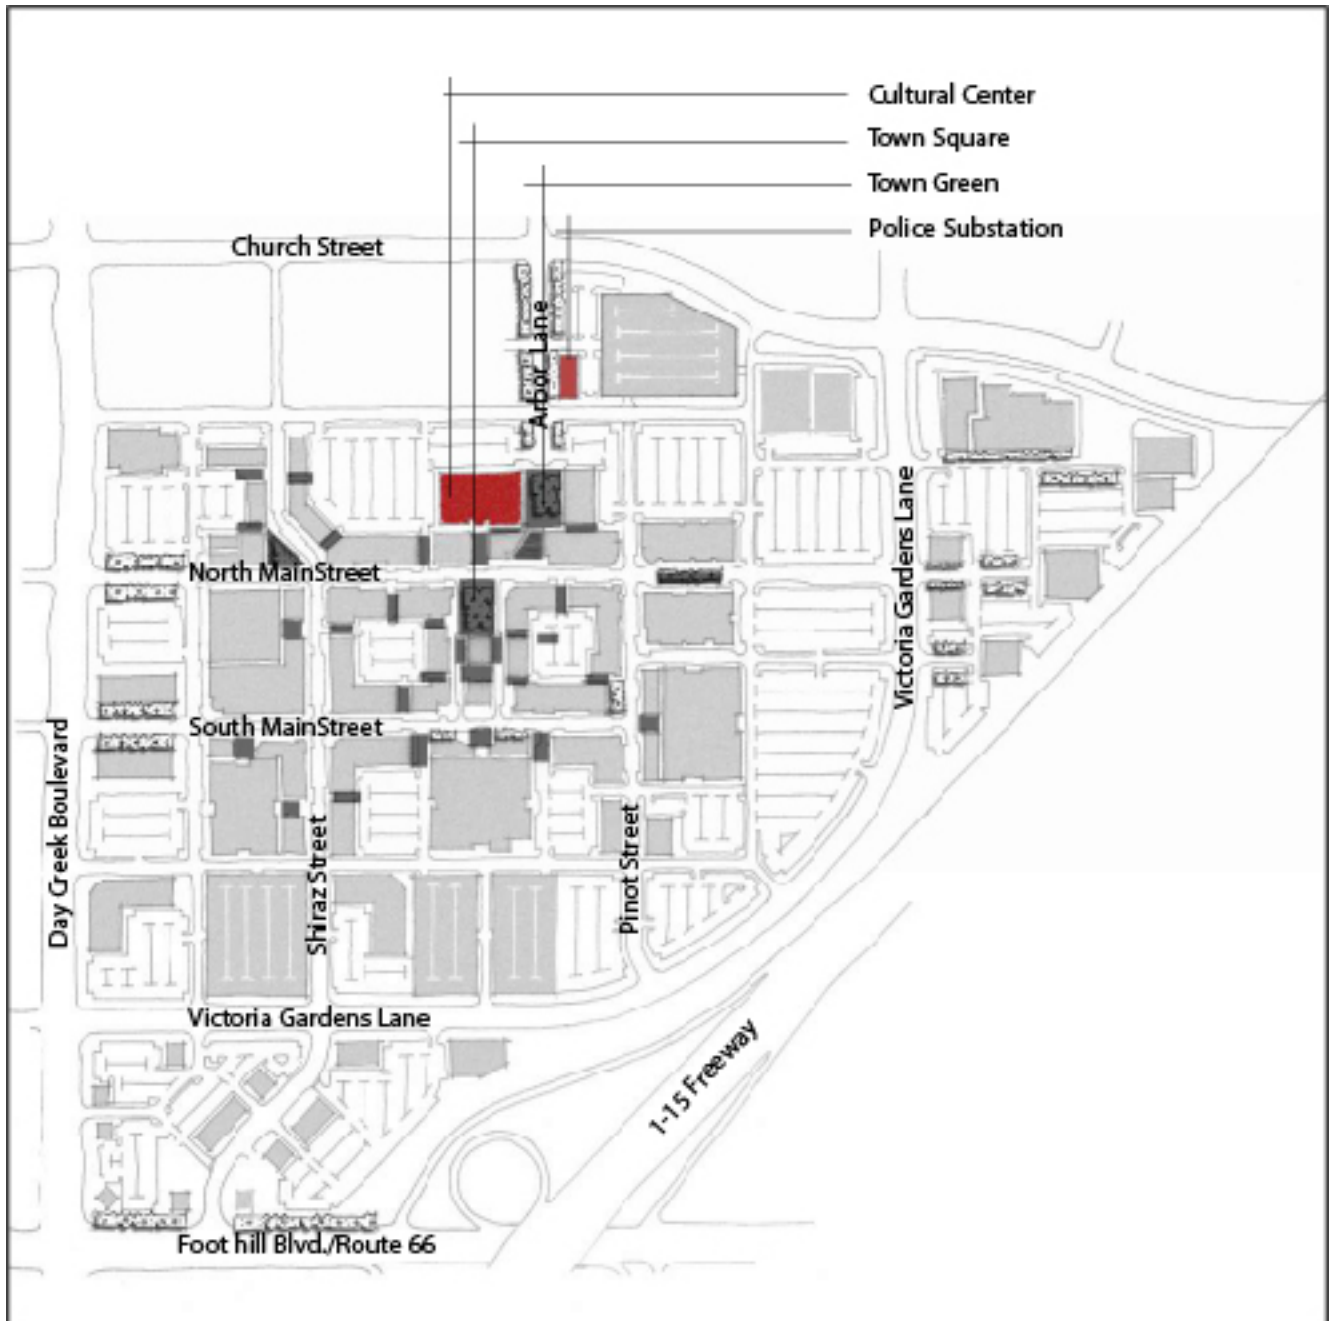 Cultural Center
Town Square
Town Green
Police Substation
Church Street
Arbor Lane
North MainStreet
Victoria Gardens Lane
South MainStreet
Day Creek Boulevard
Shiraz Street
Pinot Street
Victoria Gardens Lane
1-15 Freeway
Foot hill Blvd./Route 66